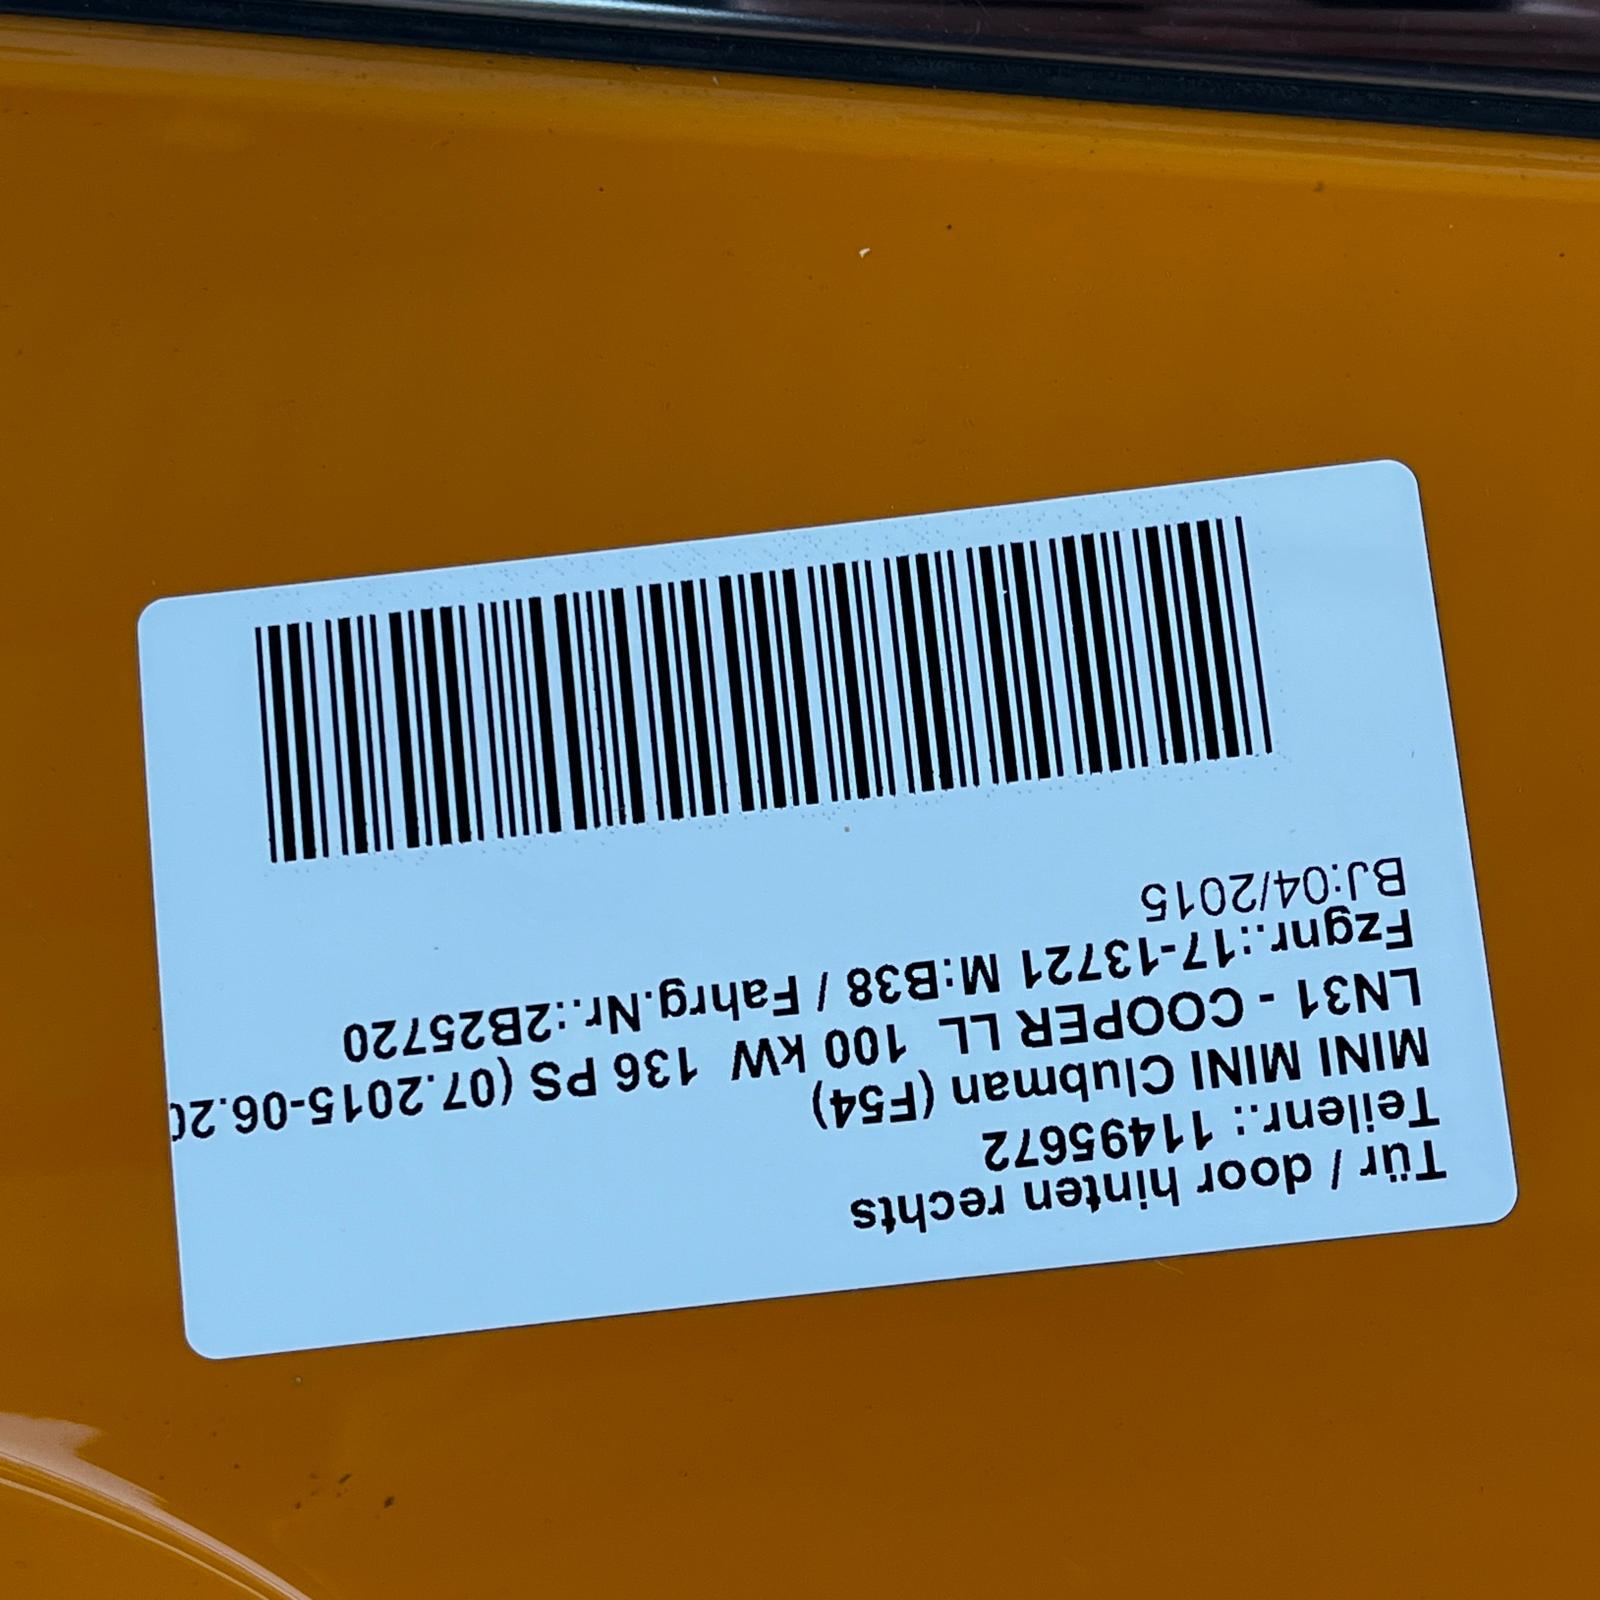 Tür / door hinten rechts
Teilenr.: 11495672
MINI MINI Clubman (F54)
LN31 - COOPER LL 100 kW 136 PS (07.2015-06.20
Fzgnr.:17-13721 M:B38 / Fahrg.Nr.:2B25720
BJ:04/2015